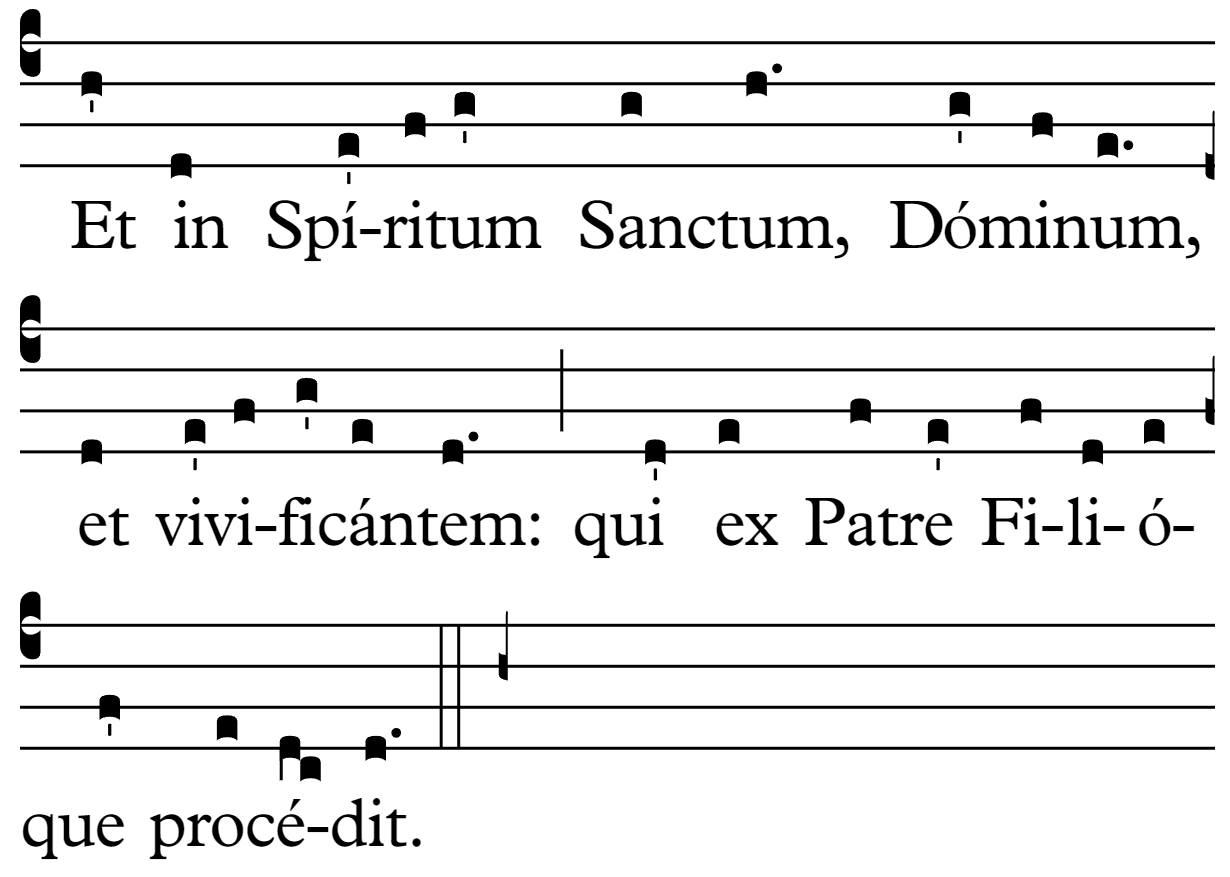 Et in Spí-ritum Sanctum, Dóminum,
et vivi-ficántem: qui ex Patre Fi-li-ó-
que procé-dit.